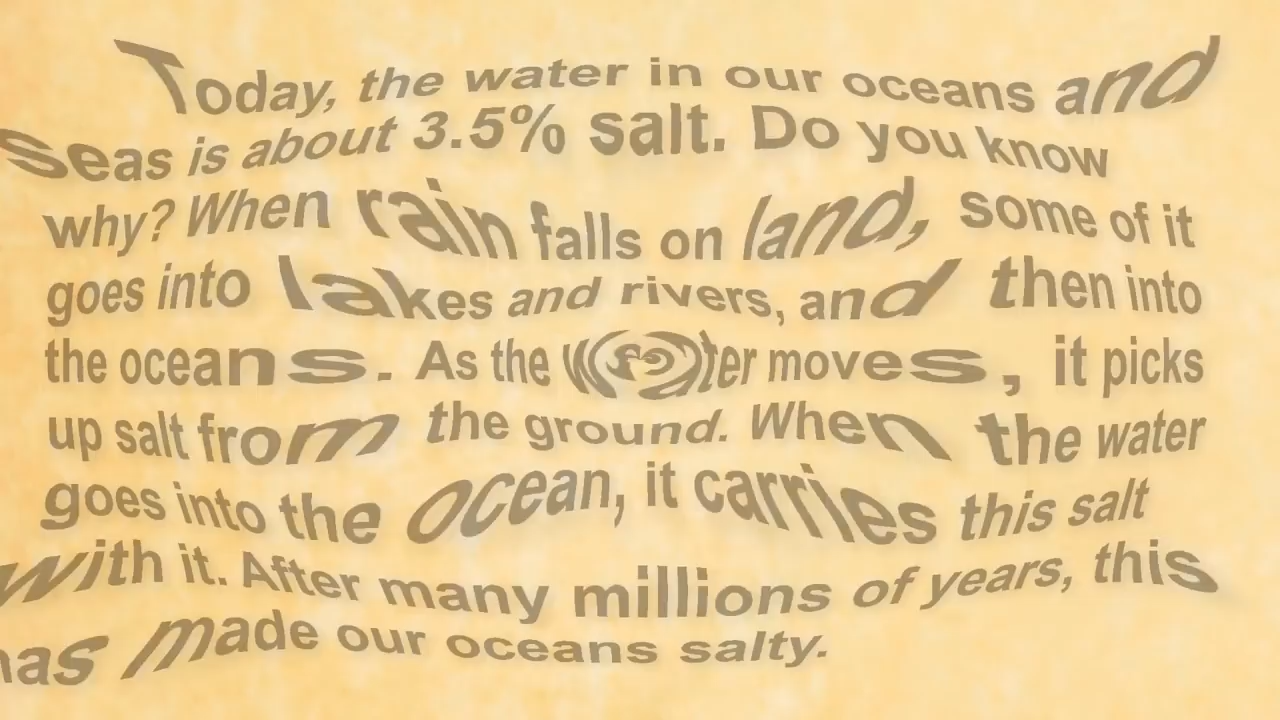 Today, the water in our oceans and
seas is about 3.5% salt. Do you know
why? When rain falls on land, some of it
goes into lakes and rivers, and then into
the oceans. As the water moves, it picks
up salt from the ground. When the water
goes into the ocean, it carries this salt
with it. After many millions of years, this
has made our oceans salty.